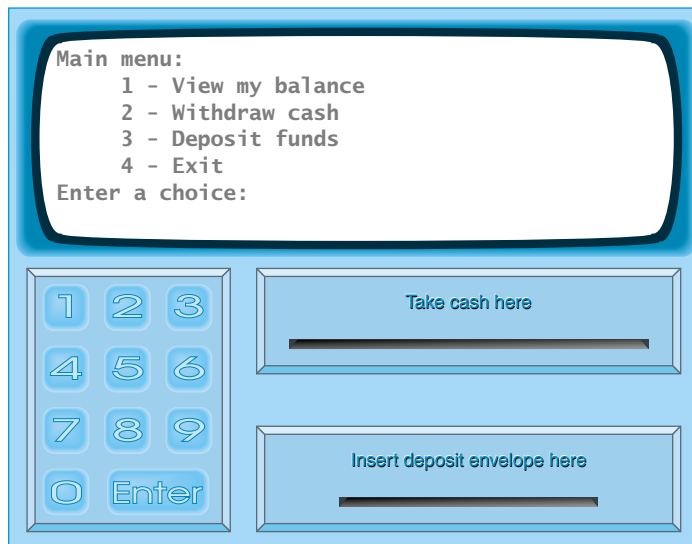 Main menu:
1 - View my balance
2 - Withdraw cash
3 - Deposit funds
4 - Exit
Enter a choice:
1 2 3
4 5 6
7 8 9
0 Enter
Take cash here
Insert deposit envelope here